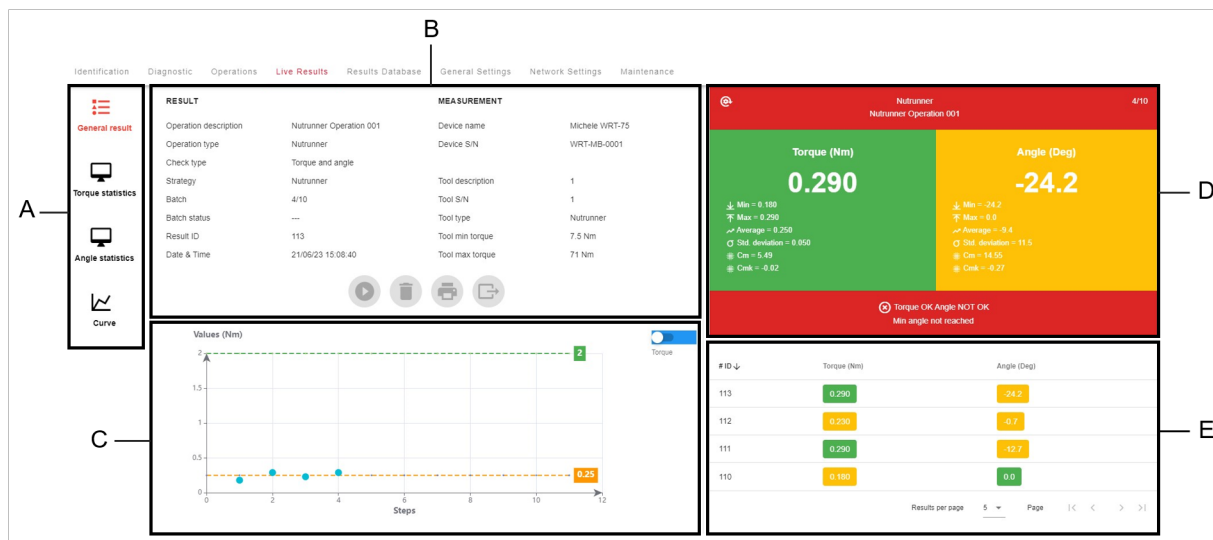 B
Identification Diagnostic Operations Live Results Results Database General Settings Network Settings Maintenance
A
General result
Torque statistics
Angle statistics
Curve
RESULT MEASUREMENT
Operation description Nutrunner Operation 001 Device name Michele WRT-75
Operation type Nutrunner Device S/N WRT-MB-0001
Check type Torque and angle
Strategy Nutrunner Tool description 1
Batch 4/10 Tool S/N 1
Batch status --- Tool type Nutrunner
Result ID 113 Tool min torque 7.5 Nm
Date & Time 21/06/23 15:08:40 Tool max torque 71 Nm
D
Nutrunner 4/10
Nutrunner Operation 001
Torque (Nm) Angle (Deg)
0.290 -24.2
Min = 0.180 Min = -24.2
Max = 0.290 Max = 0.0
Average = 0.250 Average = -9.4
Std. deviation = 0.050 Std. deviation = 11.5
Cm = 5.49 Cm = 14.55
Cmk = -0.02 Cmk = -0.27
Torque OK Angle NOT OK
Min angle not reached
C
Values (Nm)
Torque
2 2
1.5
1
0.5
0.25
0
0 2 4 6 8 10 12
Steps
E
# ID Torque (Nm) Angle (Deg)
113 0.290 -24.2
112 0.230 -0.7
111 0.290 -12.7
110 0.180 0.0
Results per page 5 Page